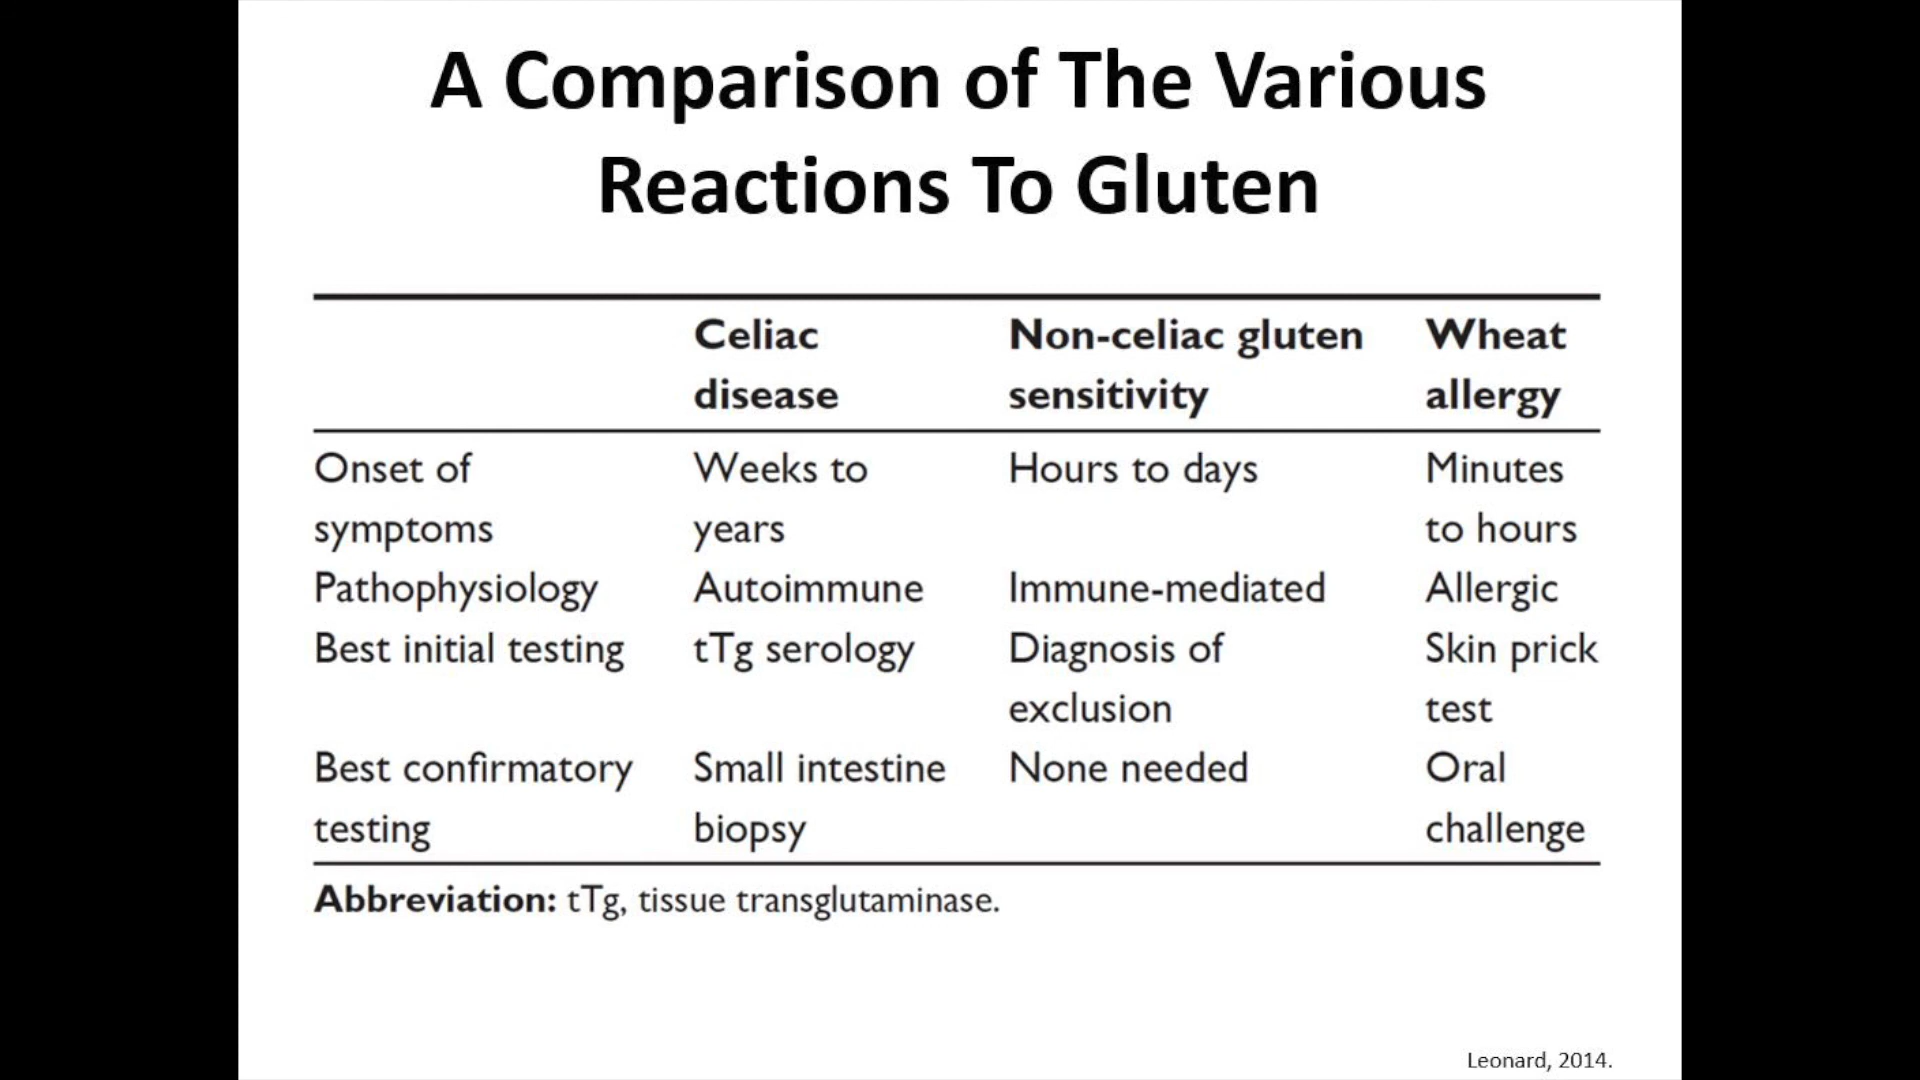 A Comparison of The Various
Reactions To Gluten
Celiac disease
Non-celiac gluten sensitivity
Wheat allergy
Onset of symptoms
Weeks to years
Hours to days
Minutes to hours
Pathophysiology
Autoimmune
Immune-mediated
Allergic
Best initial testing
tTg serology
Diagnosis of exclusion
Skin prick test
Best confirmatory testing
Small intestine biopsy
None needed
Oral challenge
Abbreviation: tTg, tissue transglutaminase.
Leonard, 2014.